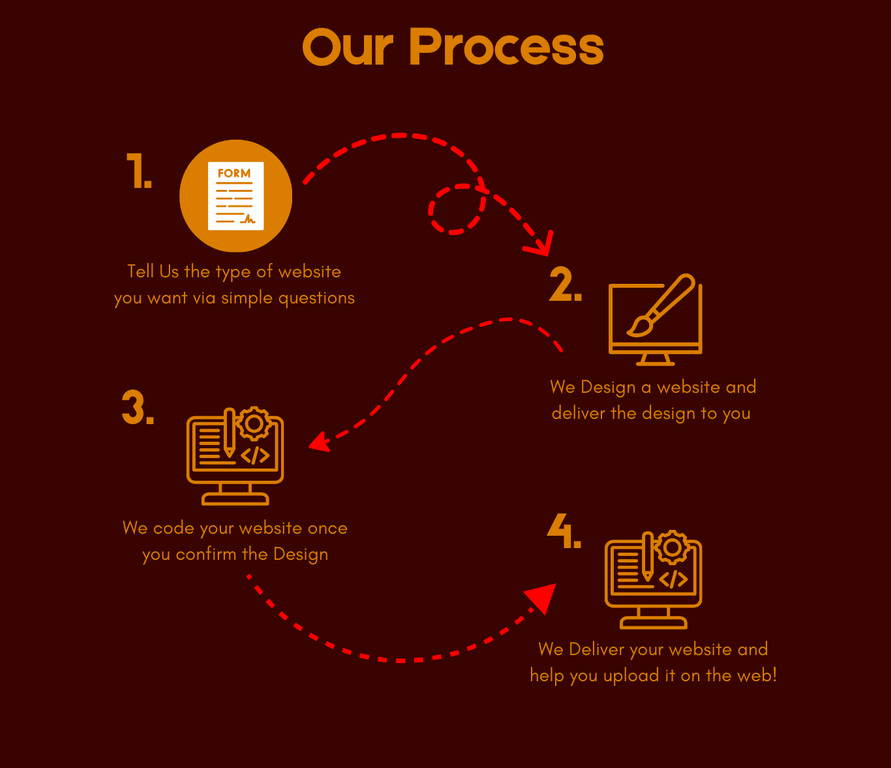 Our Process
1.
FORM
Tell Us the type of website
you want via simple questions
2.
We Design a website and
deliver the design to you
3.
</>
We code your website once
you confirm the Design
4.
</>
We Deliver your website and
help you upload it on the web!